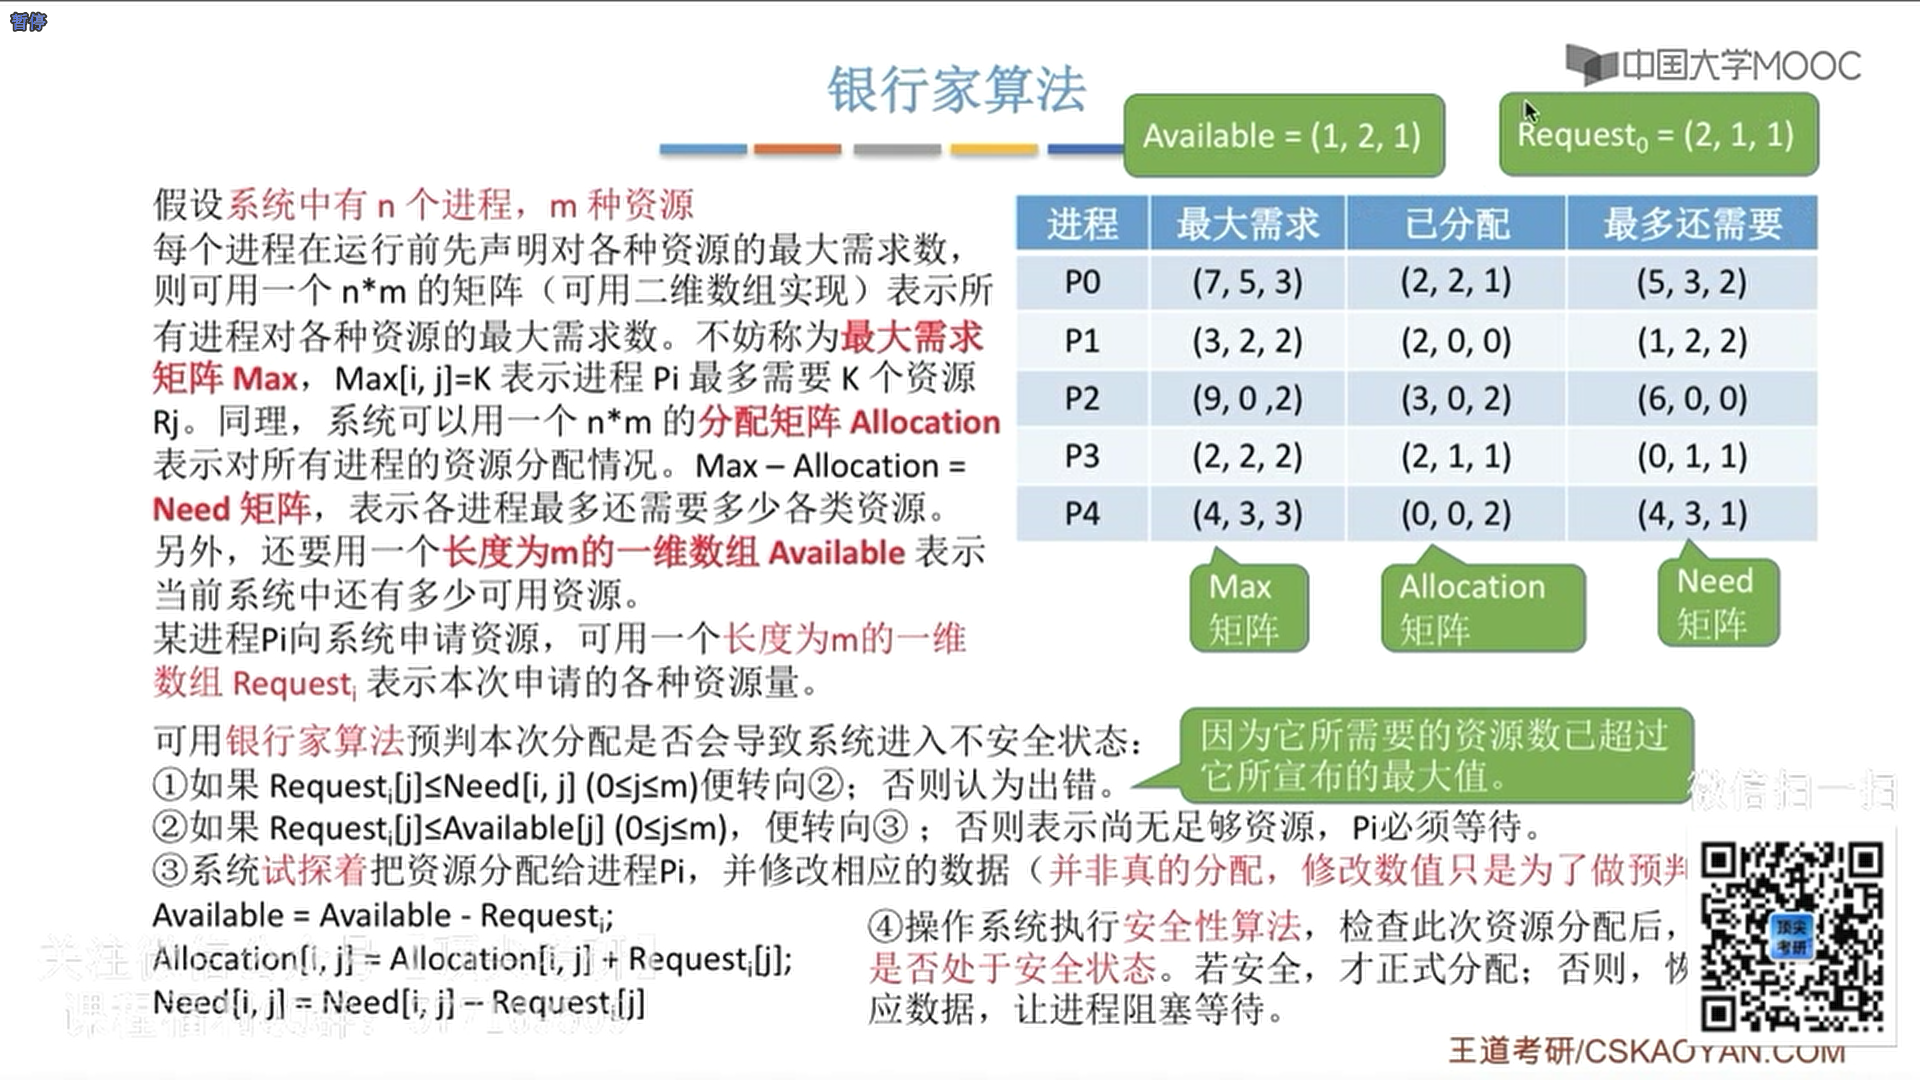 暂停
中国大学MOOC
银行家算法
Available = (1, 2, 1)
Request0 = (2, 1, 1)
假设系统中有 n 个进程，m 种资源
每个进程在运行前先声明对各种资源的最大需求数，
则可用一个 n*m 的矩阵（可用二维数组实现）表示所
有进程对各种资源的最大需求数。不妨称为最大需求
矩阵 Max，Max[i, j]=K 表示进程 Pi 最多需要 K 个资源
Rj。同理，系统可以用一个 n*m 的分配矩阵 Allocation
表示对所有进程的资源分配情况。Max – Allocation =
Need 矩阵，表示各进程最多还需要多少各类资源。
另外，还要用一个长度为m的一维数组 Available 表示
当前系统中还有多少可用资源。
某进程Pi向系统申请资源，可用一个长度为m的一维
数组 Requesti 表示本次申请的各种资源量。
进程 最大需求 已分配 最多还需要
P0 (7, 5, 3) (2, 2, 1) (5, 3, 2)
P1 (3, 2, 2) (2, 0, 0) (1, 2, 2)
P2 (9, 0 ,2) (3, 0, 2) (6, 0, 0)
P3 (2, 2, 2) (2, 1, 1) (0, 1, 1)
P4 (4, 3, 3) (0, 0, 2) (4, 3, 1)
Max
矩阵
Allocation
矩阵
Need
矩阵
可用银行家算法预判本次分配是否会导致系统进入不安全状态：
①如果 Requesti[j]≤Need[i, j] (0≤j≤m)便转向②；否则认为出错。
因为它所需要的资源数已超过
它所宣布的最大值。
②如果 Requesti[j]≤Available[j] (0≤j≤m)，便转向③；否则表示尚无足够资源，Pi必须等待。
③系统试探着把资源分配给进程Pi，并修改相应的数据（并非真的分配，修改数值只是为了做预判
Available = Available - Requesti;
Allocation[i, j] = Allocation[i, j] + Requesti[j];
Need[i, j] = Need[i, j] – Requesti[j]
④操作系统执行安全性算法，检查此次资源分配后，
是否处于安全状态。若安全，才正式分配；否则，恢
应数据，让进程阻塞等待。
微信扫一扫
顶尖
考研
王道考研/CSKAOYAN.COM